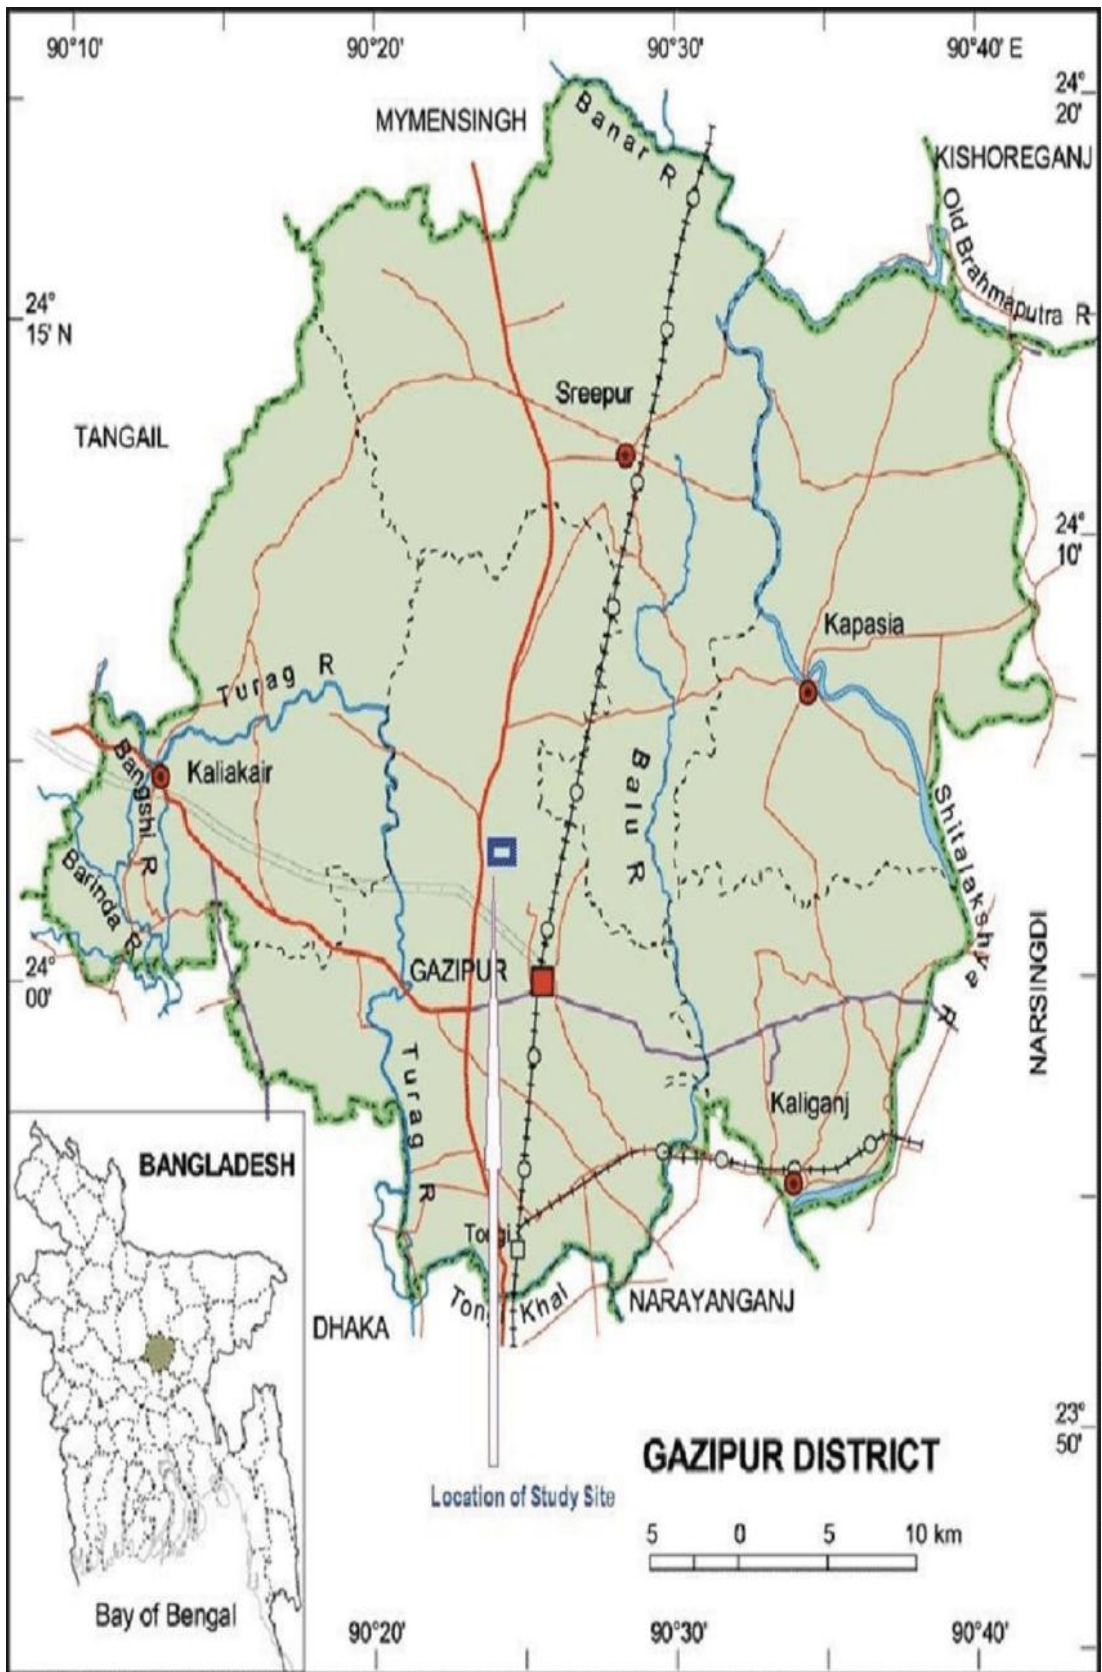 90°10'
90°20'
90°30'
90°40' E
24°
20'
MYMENSINGH
Banar R
KISHOREGANJ
Old Brahmaputra R
24°
15' N
Sreepur
TANGAIL
24°
10'
Kapasia
Turag R
Bangshi R
Kaliakair
Balu R
Shitalakshya R
Barinda R
24°
00'
GAZIPUR
NARSINGDI
Turag R
Kaliganj
BANGLADESH
Tongi
Tongi Khal
NARAYANGANJ
DHAKA
23°
50'
GAZIPUR DISTRICT
Location of Study Site
5 0 5 10 km
Bay of Bengal
90°20'
90°30'
90°40'